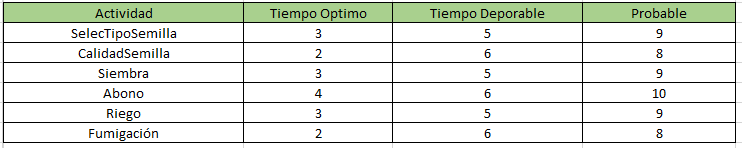 Actividad Tiempo Optimo Tiempo Deporable Probable
SelecTipoSemilla 3 5 9
CalidadSemilla 2 6 8
Siembra 3 5 9
Abono 4 6 10
Riego 3 5 9
Fumigación 2 6 8